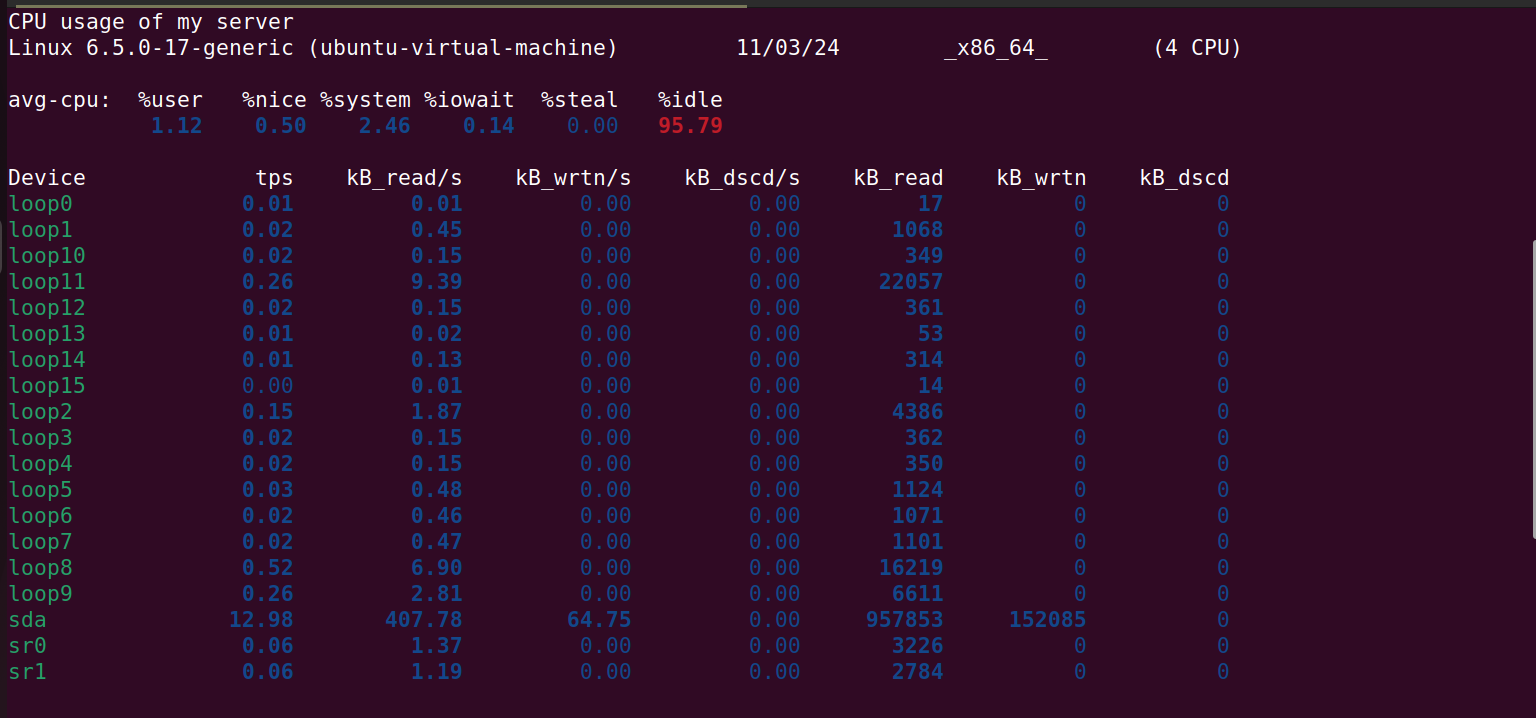 CPU usage of my server
Linux 6.5.0-17-generic (ubuntu-virtual-machine) 11/03/24 _x86_64_ (4 CPU)
avg-cpu: %user %nice %system %iowait %steal %idle
1.12 0.50 2.46 0.14 0.00 95.79
Device tps kB_read/s kB_wrtn/s kB_dscd/s kB_read kB_wrtn kB_dscd
loop0 0.01 0.01 0.00 0.00 17 0 0
loop1 0.02 0.45 0.00 0.00 1068 0 0
loop10 0.02 0.15 0.00 0.00 349 0 0
loop11 0.26 9.39 0.00 0.00 22057 0 0
loop12 0.02 0.15 0.00 0.00 361 0 0
loop13 0.01 0.02 0.00 0.00 53 0 0
loop14 0.01 0.13 0.00 0.00 314 0 0
loop15 0.00 0.01 0.00 0.00 14 0 0
loop2 0.15 1.87 0.00 0.00 4386 0 0
loop3 0.02 0.15 0.00 0.00 362 0 0
loop4 0.02 0.15 0.00 0.00 350 0 0
loop5 0.03 0.48 0.00 0.00 1124 0 0
loop6 0.02 0.46 0.00 0.00 1071 0 0
loop7 0.02 0.47 0.00 0.00 1101 0 0
loop8 0.52 6.90 0.00 0.00 16219 0 0
loop9 0.26 2.81 0.00 0.00 6611 0 0
sda 12.98 407.78 64.75 0.00 957853 152085 0
sr0 0.06 1.37 0.00 0.00 3226 0 0
sr1 0.06 1.19 0.00 0.00 2784 0 0